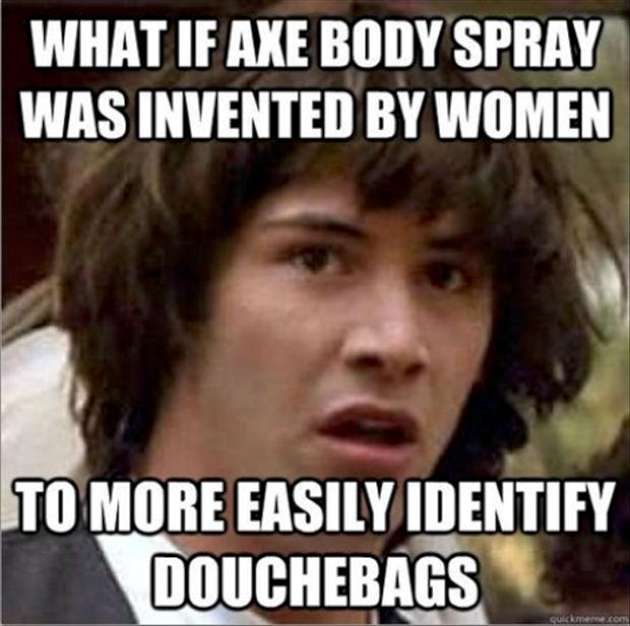 WHAT IF AXE BODY SPRAY
WAS INVENTED BY WOMEN
TO MORE EASILY IDENTIFY
DOUCHEBAGS
quickmeme.com